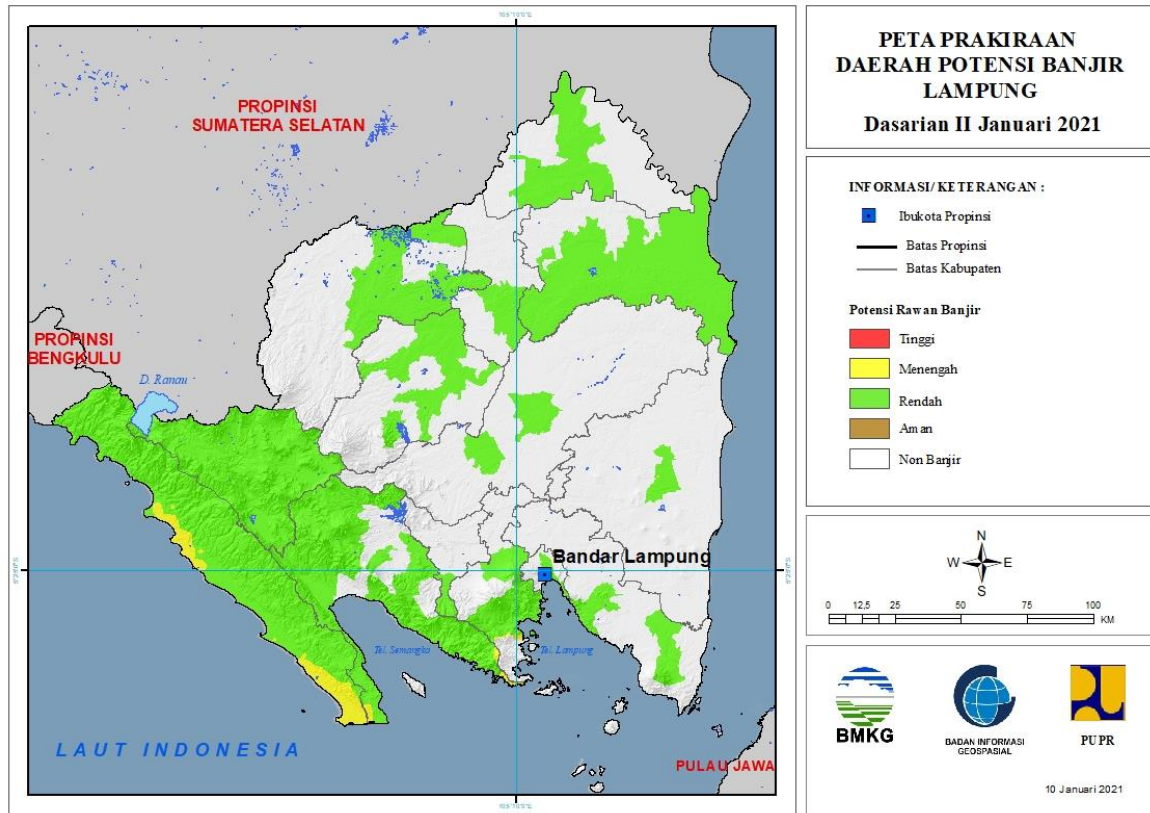 PROPINSI
SUMATERA SELATAN
PROPINSI
BENGKULU
D. Ranau
Bandar Lampung
Tel. Semangka
Tel. Lampung
LAUT INDONESIA
PULAU JAWA
PETA PRAKIRAAN
DAERAH POTENSI BANJIR
LAMPUNG
Dasarian II Januari 2021
INFORMASI/ KETERANGAN :
Ibukota Propinsi
Batas Propinsi
Batas Kabupaten
Potensi Rawan Banjir
Tinggi
Menengah
Rendah
Aman
Non Banjir
N
W E
S
0 12,5 25 50 75 100
KM
BMKG
BADAN INFORMASI
GEOSPASIAL
PUPR
10 Januari 2021